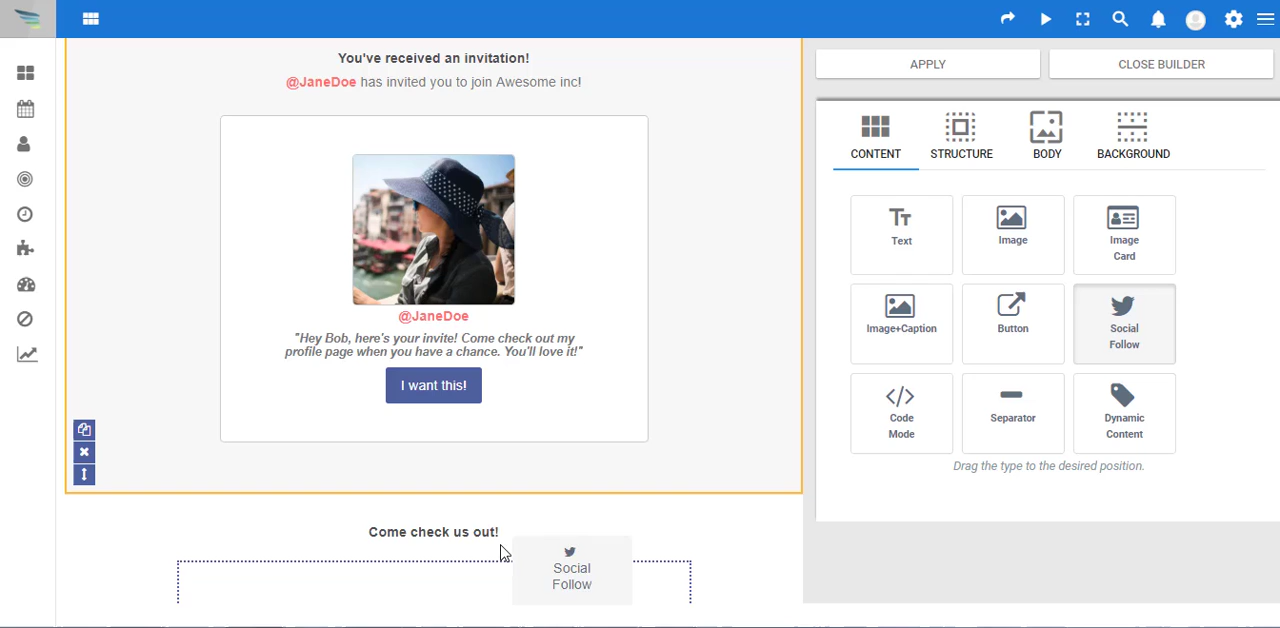 You've received an invitation!
@JaneDoe has invited you to join Awesome inc!
@JaneDoe
"Hey Bob, here's your invite! Come check out my
profile page when you have a chance. You'll love it!"
I want this!
Come check us out!
Social
Follow
APPLY
CLOSE BUILDER
CONTENT
STRUCTURE
BODY
BACKGROUND
Tт
Text
Image
Image
Card
Image+Caption
Button
Social
Follow
Code
Mode
Separator
Dynamic
Content
Drag the type to the desired position.